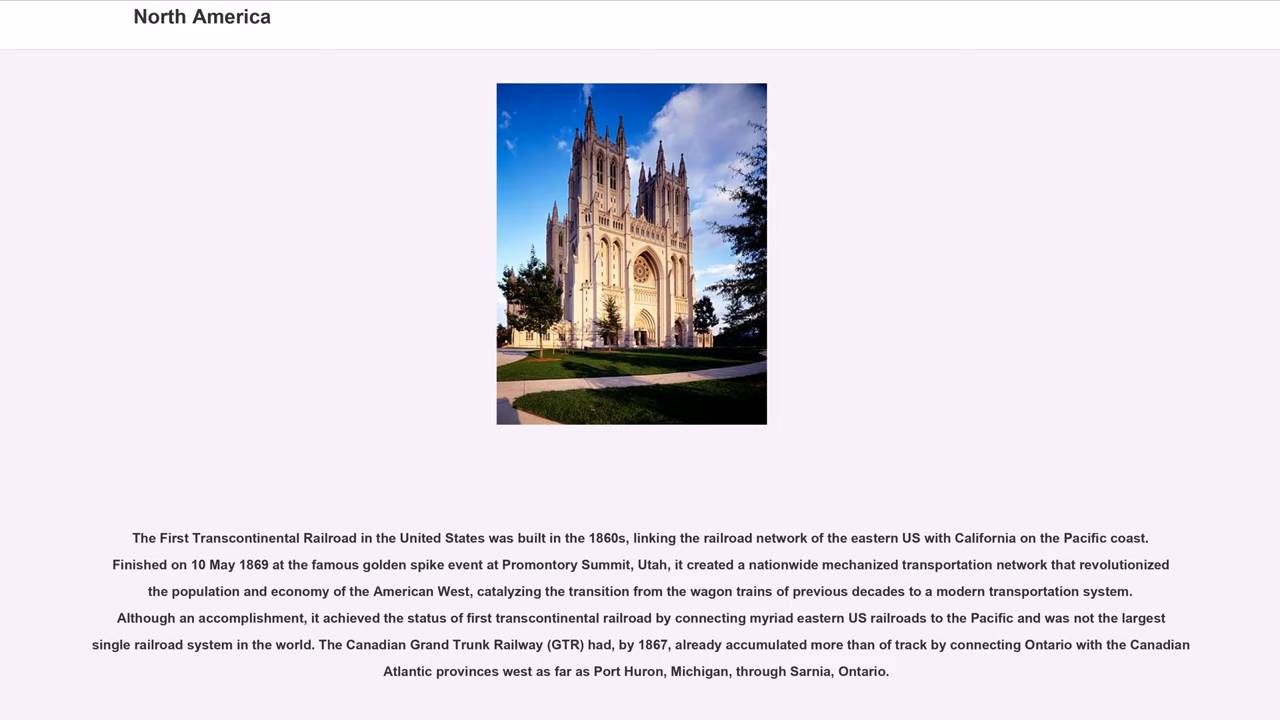 North America
The First Transcontinental Railroad in the United States was built in the 1860s, linking the railroad network of the eastern US with California on the Pacific coast.
Finished on 10 May 1869 at the famous golden spike event at Promontory Summit, Utah, it created a nationwide mechanized transportation network that revolutionized
the population and economy of the American West, catalyzing the transition from the wagon trains of previous decades to a modern transportation system.
Although an accomplishment, it achieved the status of first transcontinental railroad by connecting myriad eastern US railroads to the Pacific and was not the largest
single railroad system in the world. The Canadian Grand Trunk Railway (GTR) had, by 1867, already accumulated more than of track by connecting Ontario with the Canadian
Atlantic provinces west as far as Port Huron, Michigan, through Sarnia, Ontario.